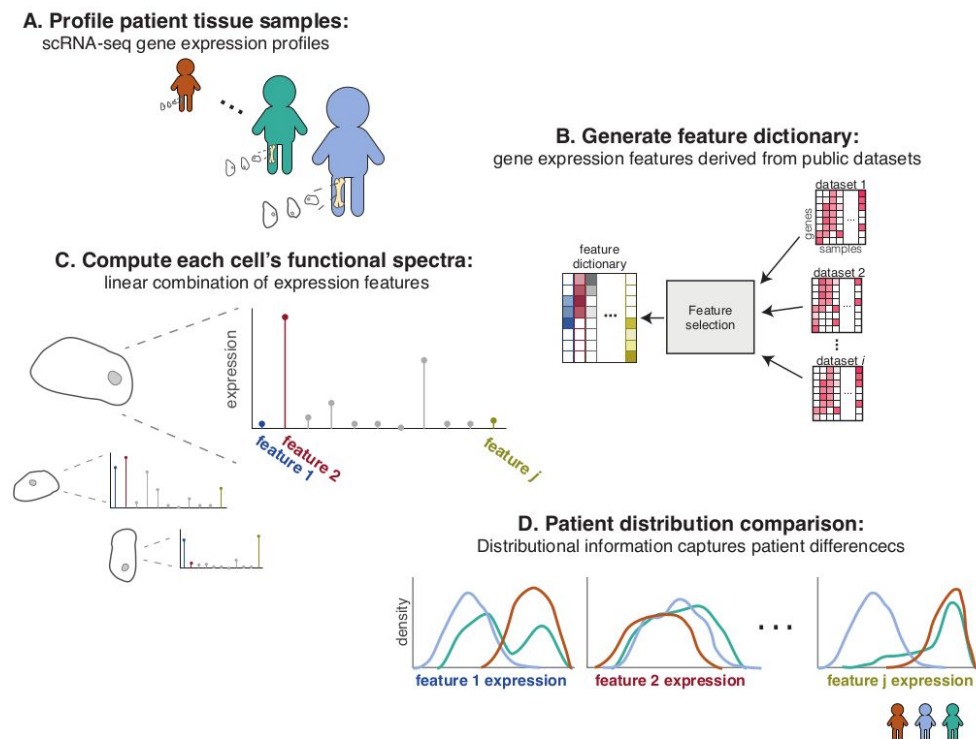 A. Profile patient tissue samples:
scRNA-seq gene expression profiles
B. Generate feature dictionary:
gene expression features derived from public datasets
dataset 1
genes
...
samples
feature
dictionary
...
Feature
selection
dataset 2
...
dataset i
...
C. Compute each cell's functional spectra:
linear combination of expression features
expression
feature 1
feature 2
feature j
D. Patient distribution comparison:
Distributional information captures patient differencecs
density
...
feature 1 expression
feature 2 expression
feature j expression